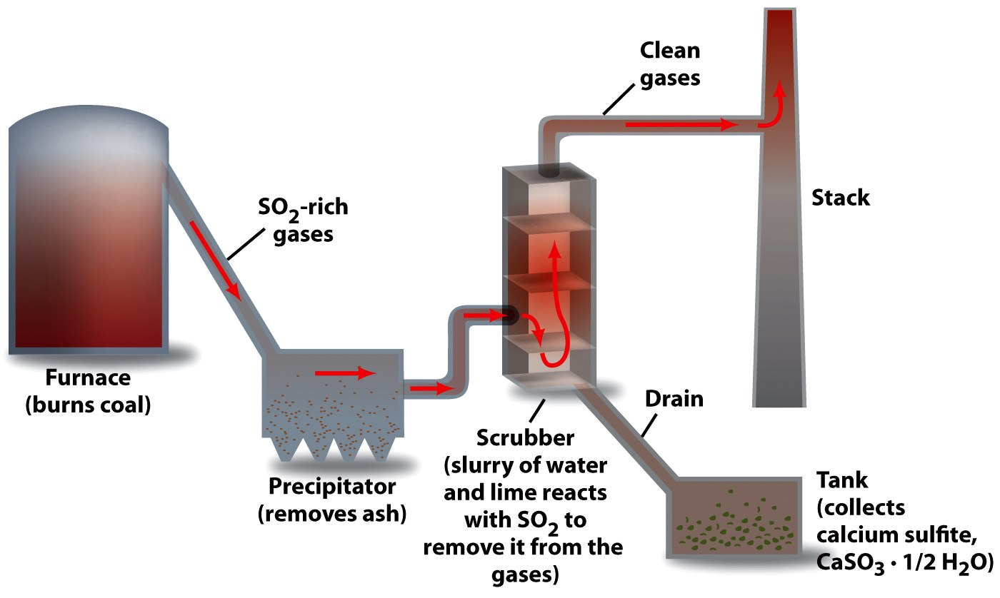 Clean
gases
Stack
SO₂-rich
gases
Furnace
(burns coal)
Precipitator
(removes ash)
Scrubber
(slurry of water
and lime reacts
with SO₂ to
remove it from the
gases)
Drain
Tank
(collects
calcium sulfite,
CaSO₃ · 1/2 H₂O)